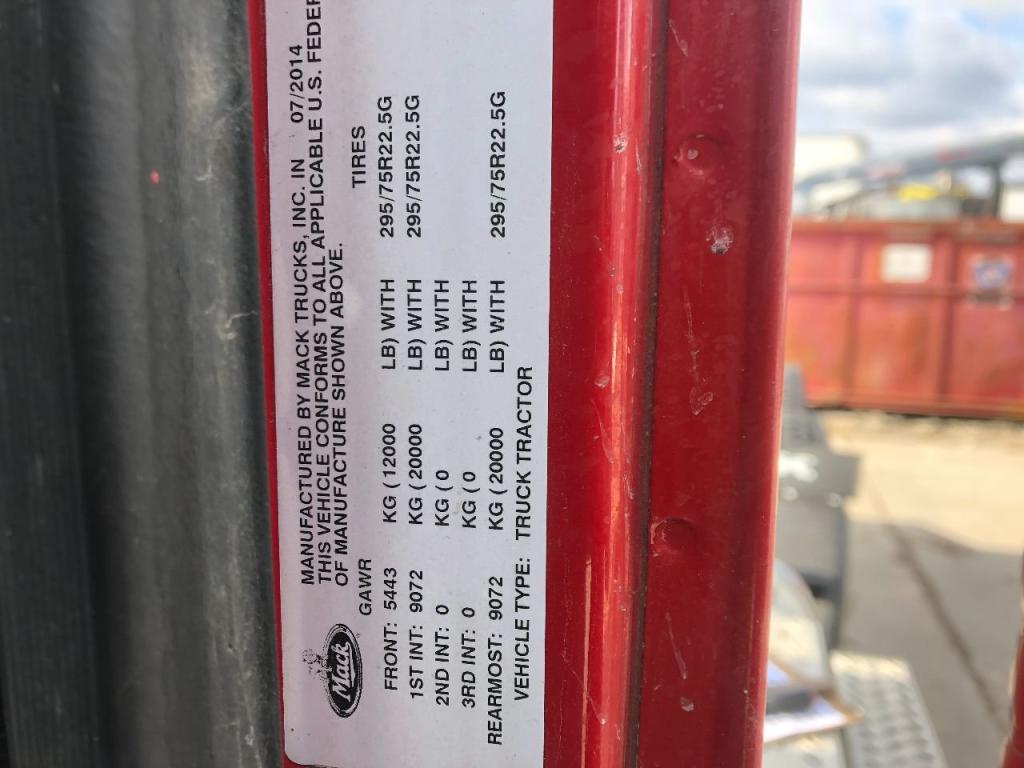 MANUFACTURED BY MACK TRUCKS, INC. IN 07/2014
THIS VEHICLE CONFORMS TO ALL APPLICABLE U.S. FEDER
OF MANUFACTURE SHOWN ABOVE.
Mack
GAWR TIRES
FRONT: 5443 KG ( 12000 LB) WITH 295/75R22.5G
1ST INT: 9072 KG ( 20000 LB) WITH 295/75R22.5G
2ND INT: 0 KG ( 0 LB) WITH
3RD INT: 0 KG ( 0 LB) WITH
REARMOST: 9072 KG ( 20000 LB) WITH 295/75R22.5G
VEHICLE TYPE: TRUCK TRACTOR